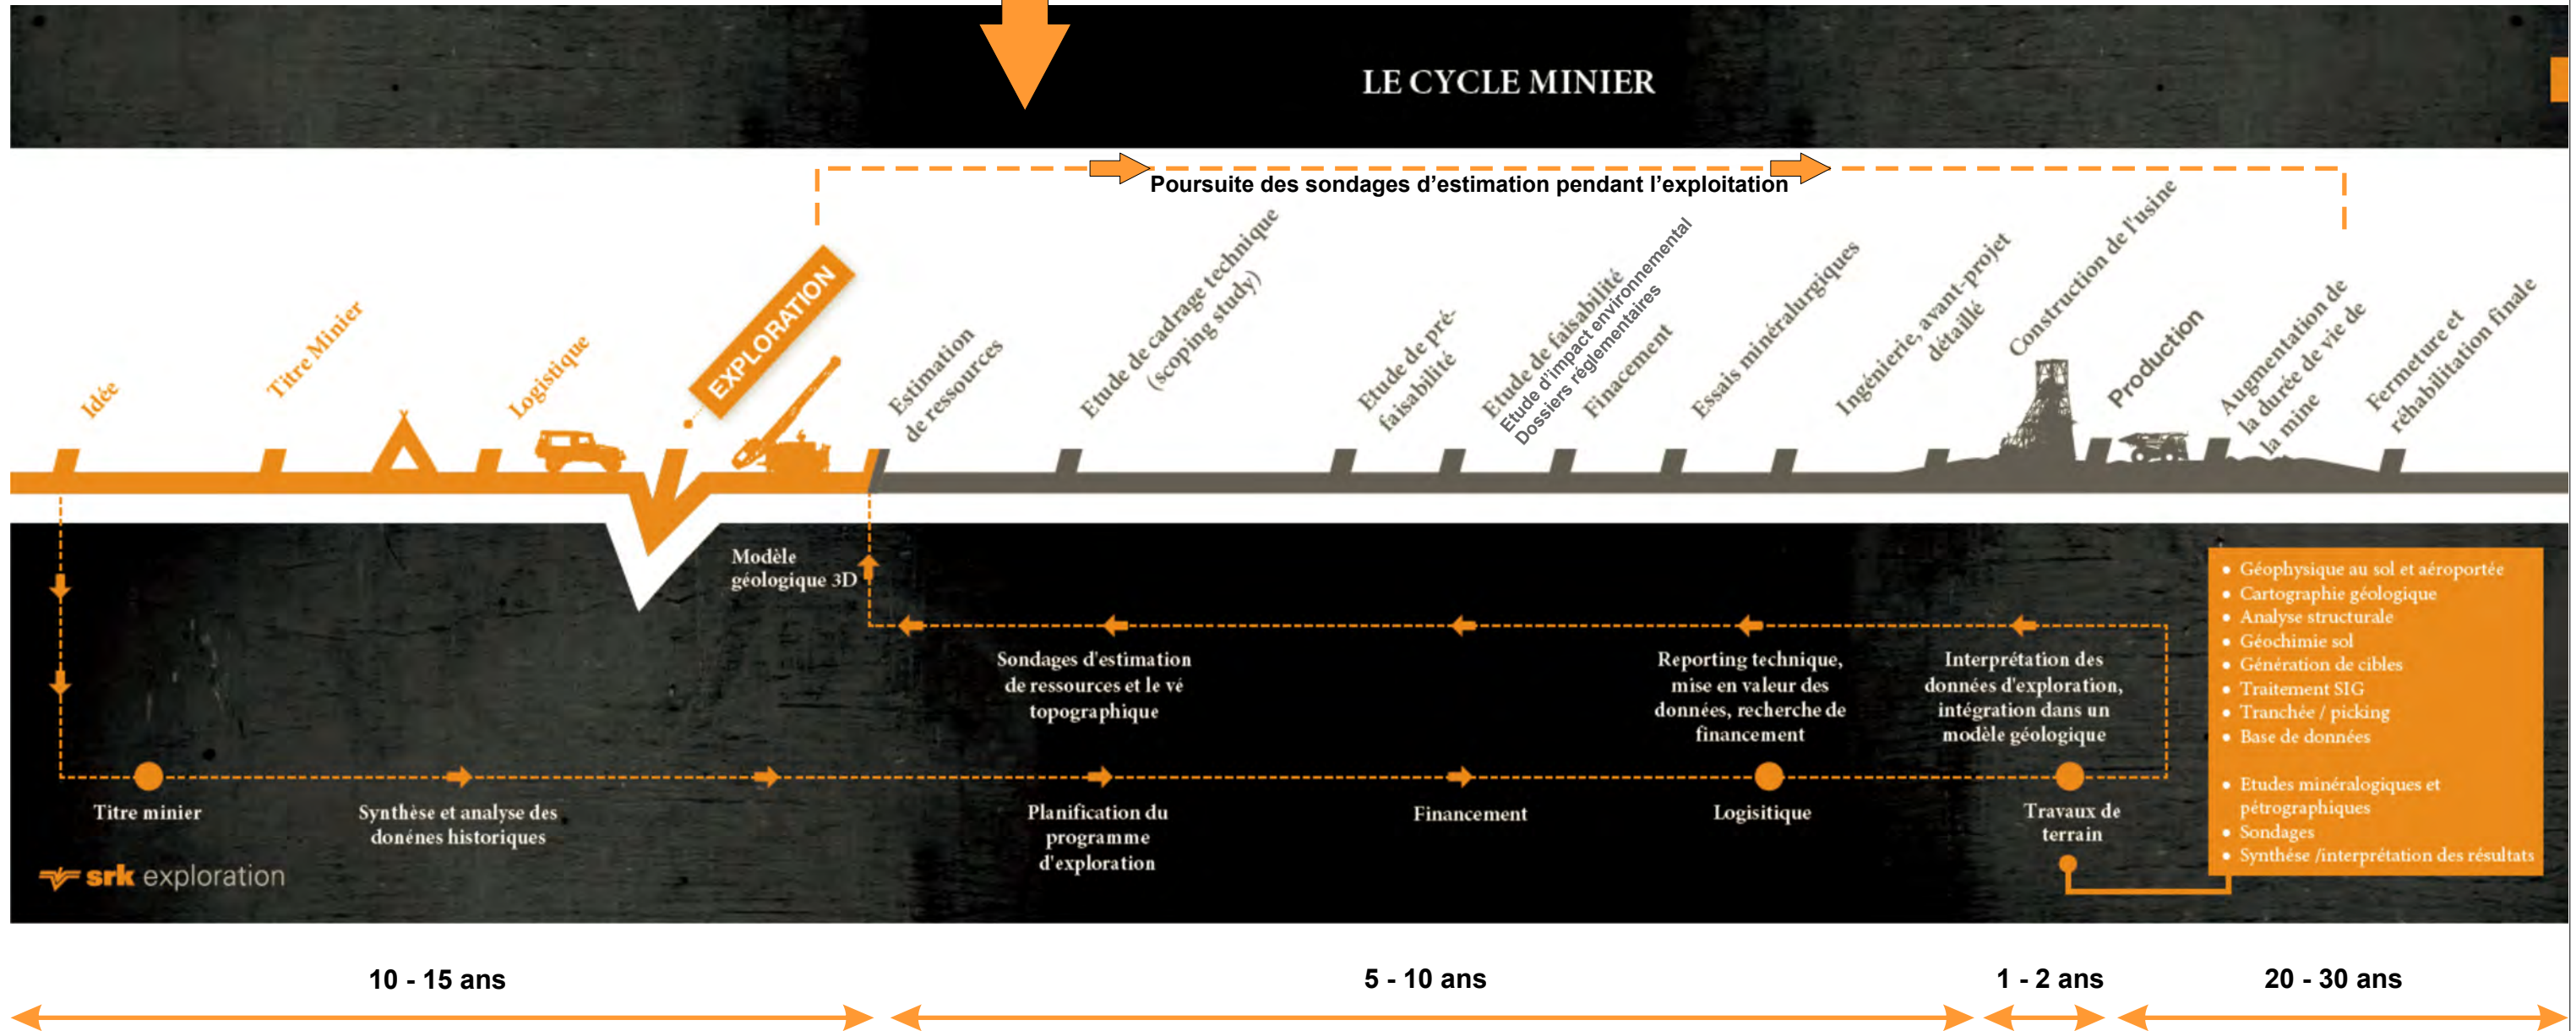 LE CYCLE MINIER
Poursuite des sondages d’estimation pendant l’exploitation
Idée
Titre Minier
Logistique
EXPLORATION
Estimation
de ressources
Etude de cadrage technique
(scoping study)
Etude de pré-
faisabilité
Etude de faisabilité
Etude d’impact environnemental
Dossiers réglementaires
Finacement
Essais minéralurgiques
Ingénierie, avant-projet
détaillé
Construction de l'usine
Production
Augmentation de
la durée de vie de
la mine
Fermeture et
réhabilitation finale
Modèle
géologique 3D
Sondages d'estimation
de ressources et le vé
topographique
Reporting technique,
mise en valeur des
données, recherche de
financement
Interprétation des
données d'exploration,
intégration dans un
modèle géologique
Titre minier
Synthèse et analyse des
donénes historiques
Planification du
programme
d'exploration
Financement
Logisitique
Travaux de
terrain
• Géophysique au sol et aéroportée
• Cartographie géologique
• Analyse structurale
• Géochimie sol
• Génération de cibles
• Traitement SIG
• Tranchée / picking
• Base de données
• Etudes minéralogiques et
pétrographiques
• Sondages
• Synthése /interprétation des résultats
srk exploration
10 - 15 ans
5 - 10 ans
1 - 2 ans
20 - 30 ans